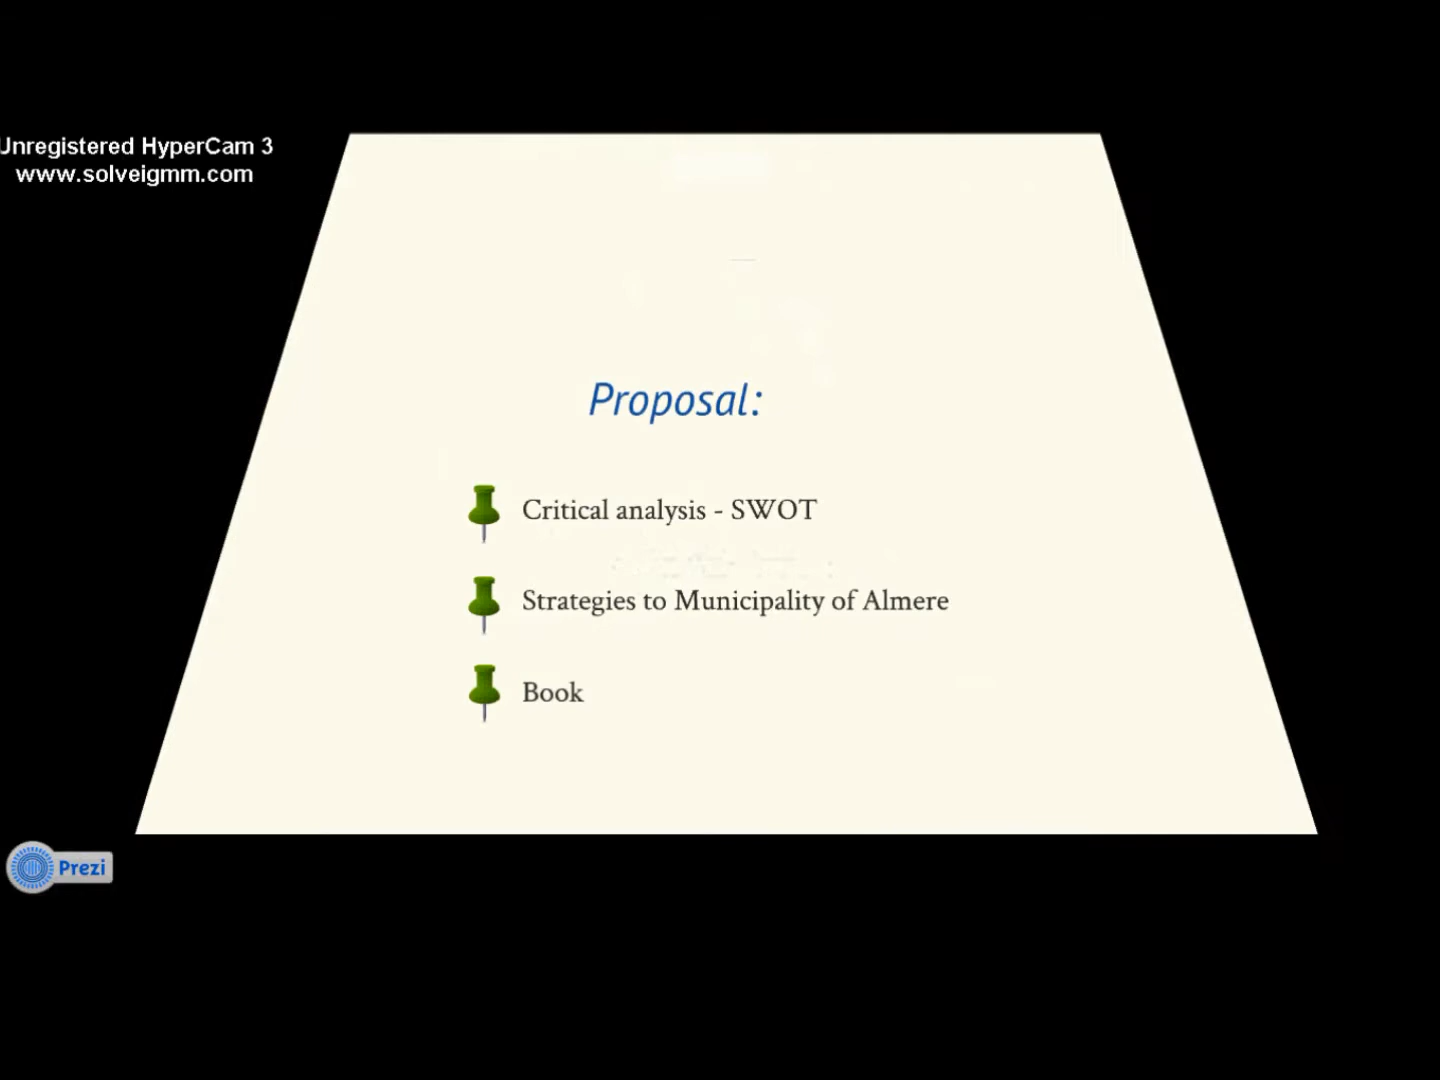 Unregistered HyperCam 3
www.solveigmm.com
Proposal:
Critical analysis - SWOT
Strategies to Municipality of Almere
Book
Prezi